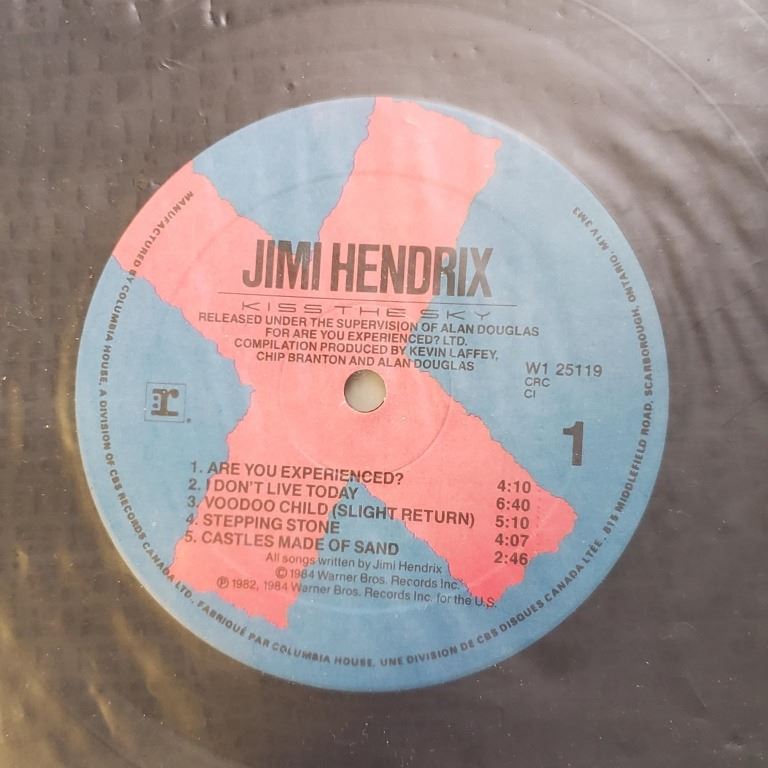 JIMI HENDRIX
KISS THE SKY
RELEASED UNDER THE SUPERVISION OF ALAN DOUGLAS
FOR ARE YOU EXPERIENCED? LTD.
COMPILATION PRODUCED BY KEVIN LAFFEY,
CHIP BRANTON AND ALAN DOUGLAS
W1 25119
CRC
CI
r
1
1. ARE YOU EXPERIENCED? 4:10
2. I DON'T LIVE TODAY 6:40
3. VOODOO CHILD (SLIGHT RETURN) 5:10
4. STEPPING STONE 4:07
5. CASTLES MADE OF SAND 2:46
All songs written by Jimi Hendrix
© 1984 Warner Bros. Records Inc.
℗ 1982, 1984 Warner Bros. Records Inc. for the U.S.
MANUFACTURED BY COLUMBIA HOUSE, A DIVISION OF CBS RECORDS CANADA LTD., FABRIQUÉ PAR COLUMBIA HOUSE, UNE DIVISION DE CBS DISQUES CANADA LTÉE., 815 MIDDLEFIELD ROAD, SCARBOROUGH, ONTARIO, M1V 3M3